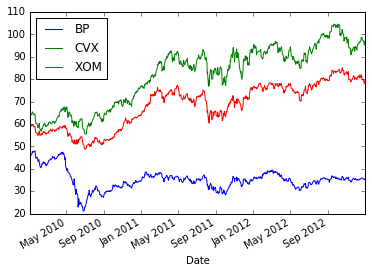 110
100
90
80
70
60
50
40
30
20
BP
CVX
XOM
May 2010
Sep 2010
Jan 2011
May 2011
Sep 2011
Jan 2012
May 2012
Sep 2012
Date